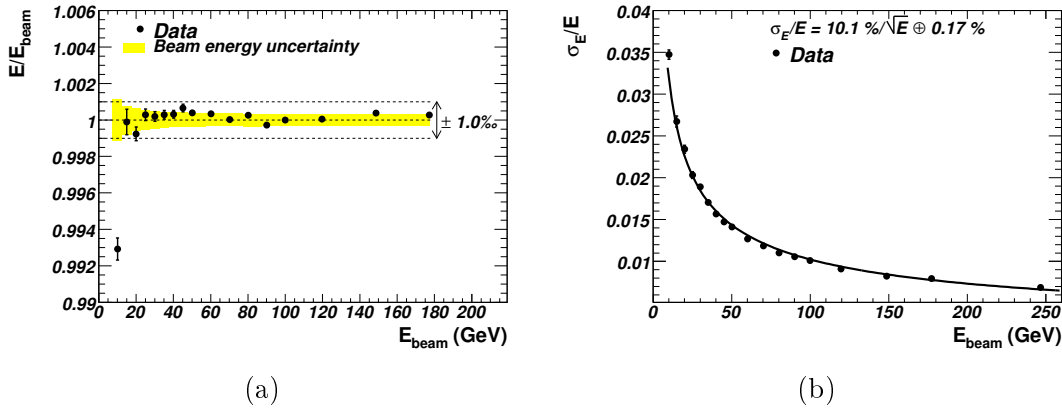 E/E_beam
1.006
1.004
1.002
1
0.998
0.996
0.994
0.992
0.99
Data
Beam energy uncertainty
± 1.0‰
0 20 40 60 80 100 120 140 160 180 200
E_beam (GeV)
(a)
σ_E/E
0.04
0.035
0.03
0.025
0.02
0.015
0.01
σ_E/E = 10.1 %/√E ⊕ 0.17 %
Data
0 50 100 150 200 250
E_beam (GeV)
(b)